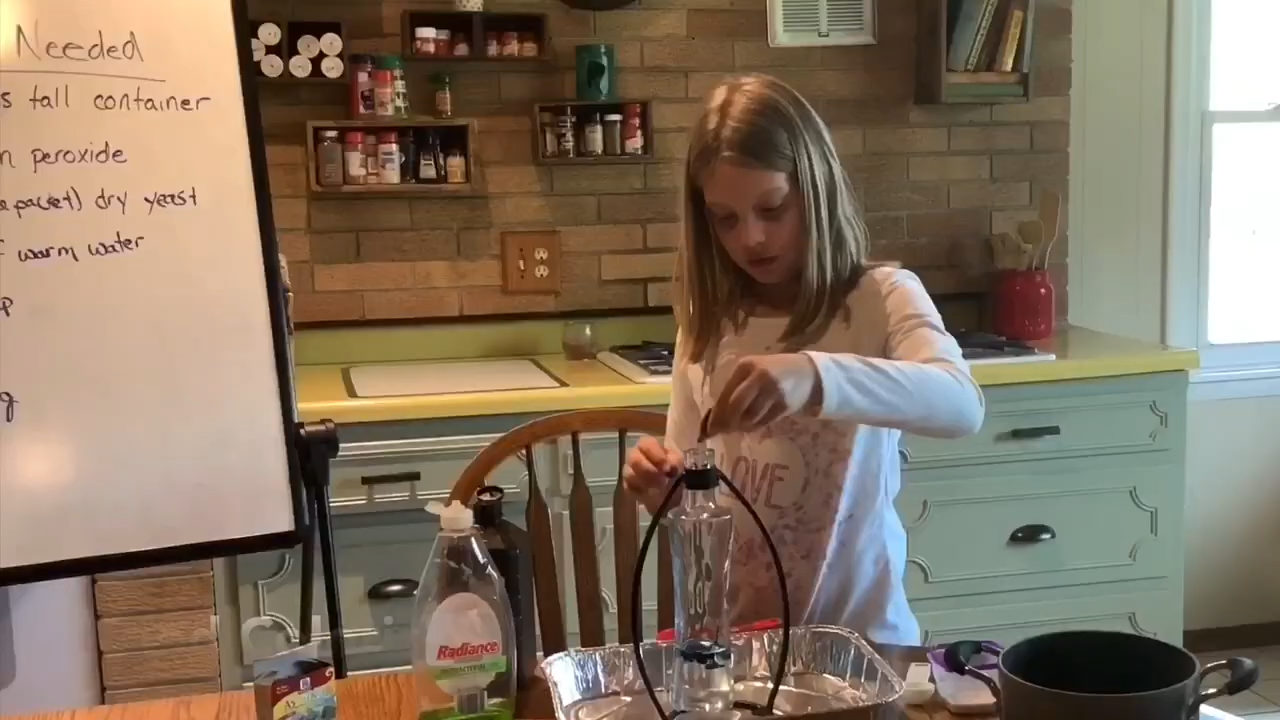 Needed
s tall container
n peroxide
packet) dry yeast
warm water
p
g
LOVE
Radiance